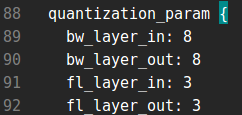 88 quantization_param {
89 bw_layer_in: 8
90 bw_layer_out: 8
91 fl_layer_in: 3
92 fl_layer_out: 3